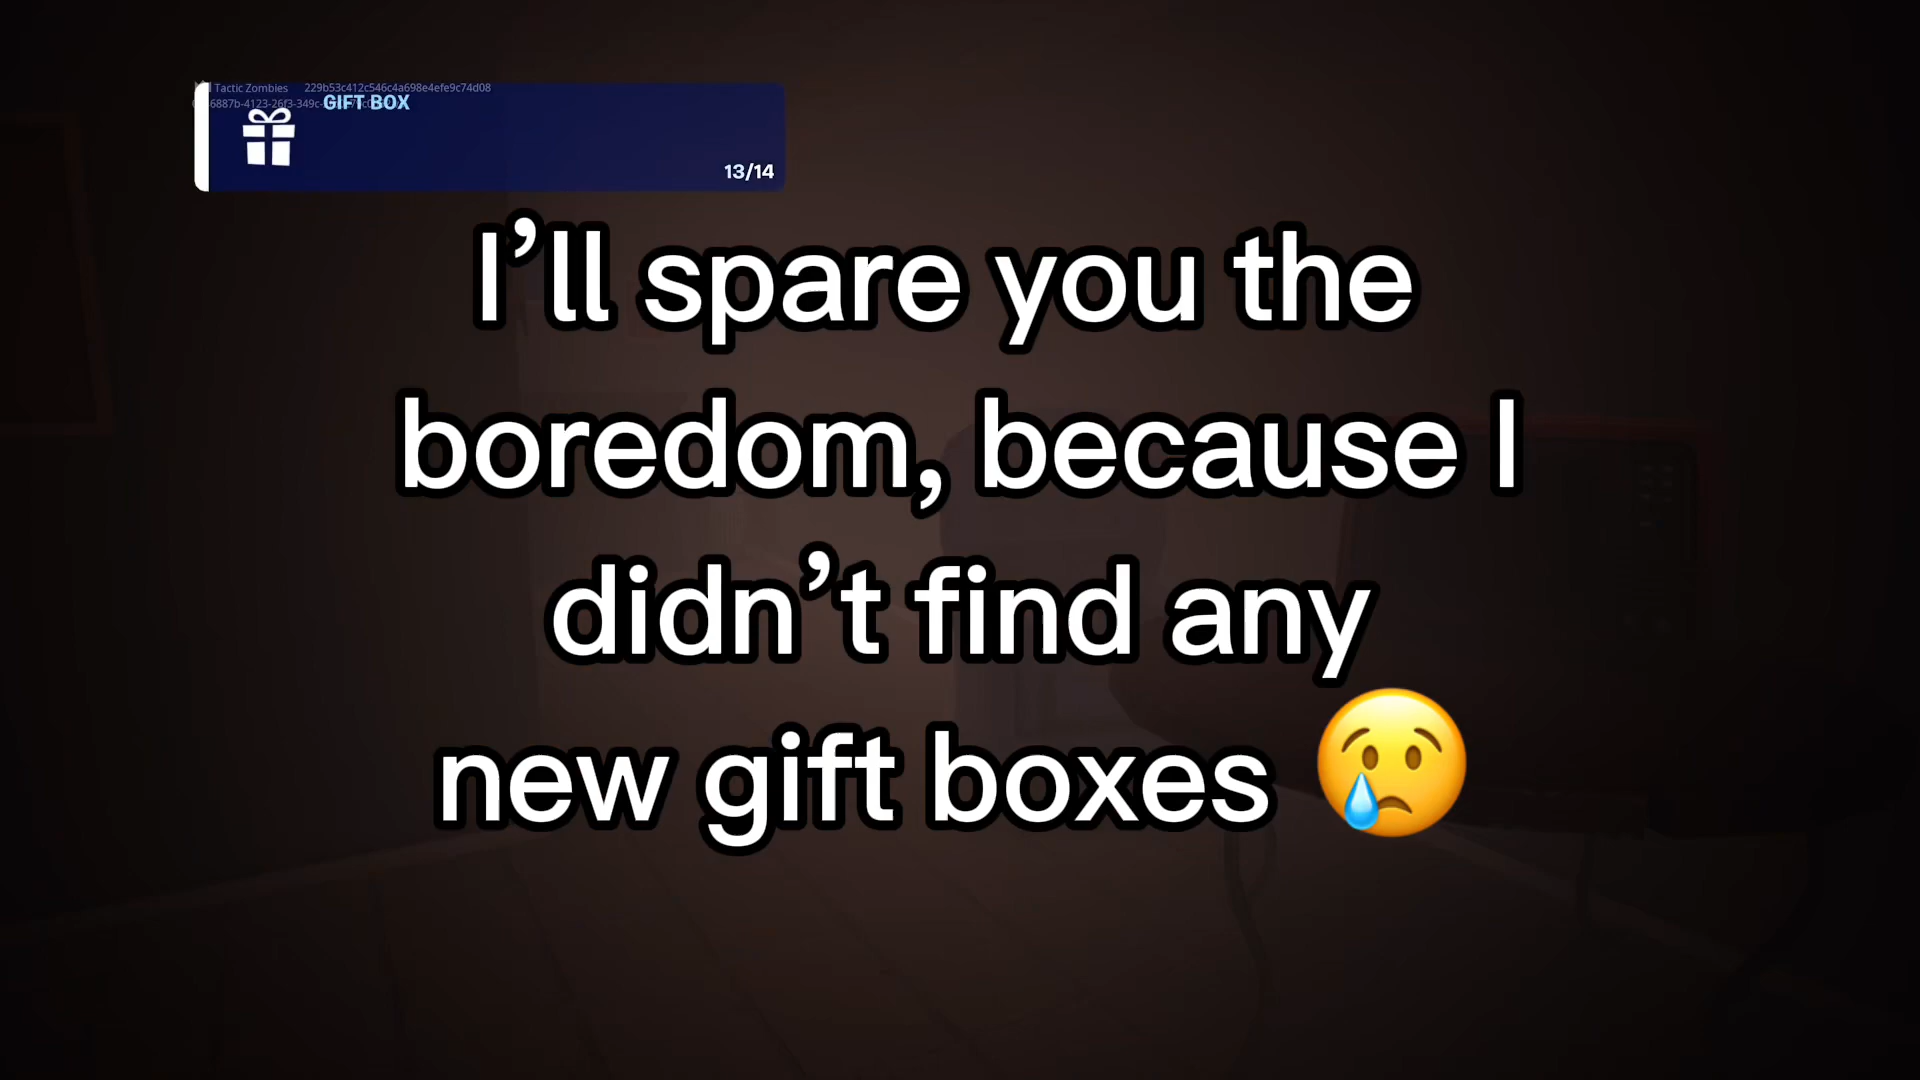 Tactic Zombies 229b53c412c546c4a698e4efe9c74d08
GIFT BOX
13/14
I’ll spare you the
boredom, because I
didn’t find any
new gift boxes 😢